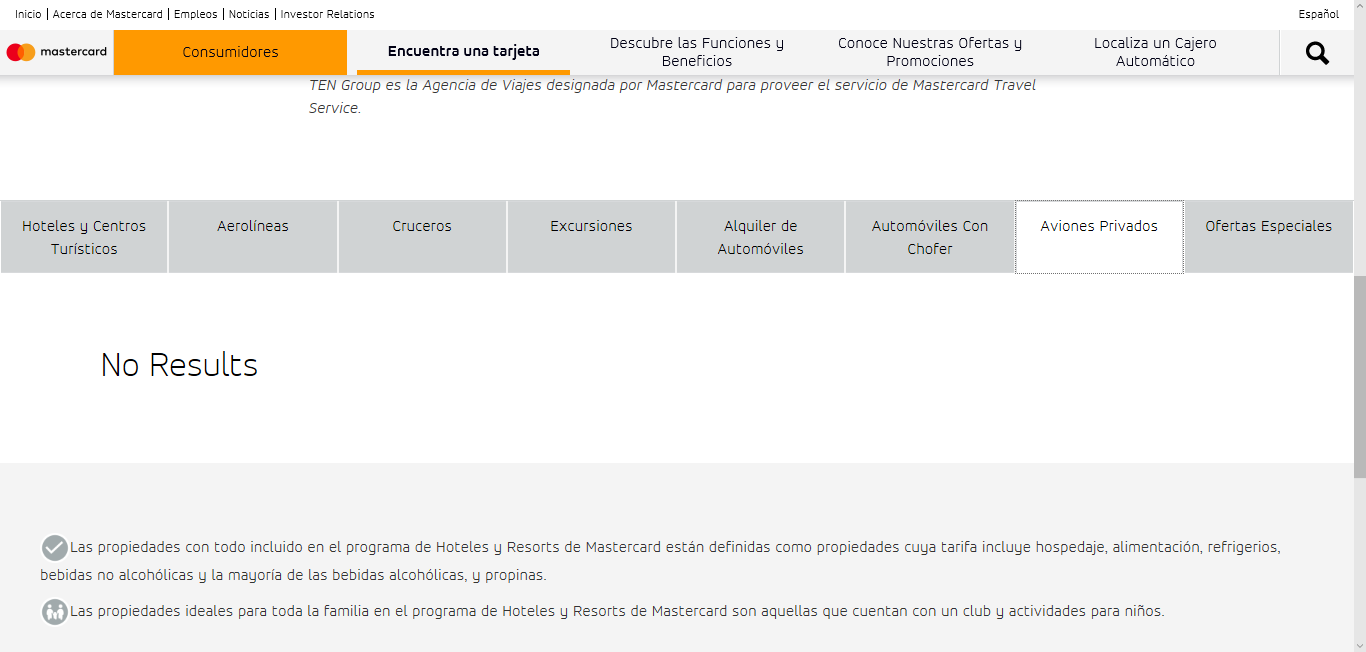 Inicio | Acerca de Mastercard | Empleos | Noticias | Investor Relations
Español
mastercard
Consumidores
Encuentra una tarjeta
Descubre las Funciones y
Beneficios
Conoce Nuestras Ofertas y
Promociones
Localiza un Cajero
Automático
TEN Group es la Agencia de Viajes designada por Mastercard para proveer el servicio de Mastercard Travel
Service.
Hoteles y Centros
Turísticos
Aerolíneas
Cruceros
Excursiones
Alquiler de
Automóviles
Automóviles Con
Chofer
Aviones Privados
Ofertas Especiales
No Results
Las propiedades con todo incluido en el programa de Hoteles y Resorts de Mastercard están definidas como propiedades cuya tarifa incluye hospedaje, alimentación, refrigerios,
bebidas no alcohólicas y la mayoría de las bebidas alcohólicas, y propinas.
Las propiedades ideales para toda la familia en el programa de Hoteles y Resorts de Mastercard son aquellas que cuentan con un club y actividades para niños.